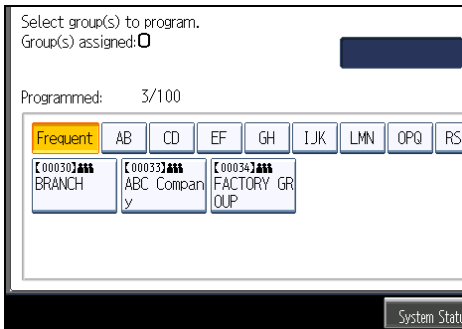 Select group(s) to program.
Group(s) assigned:0
Programmed: 3/100
Frequent AB CD EF GH IJK LMN OPQ RS
【00030】
BRANCH
【00033】
ABC Compan
y
【00034】
FACTORY GR
OUP
System Statu